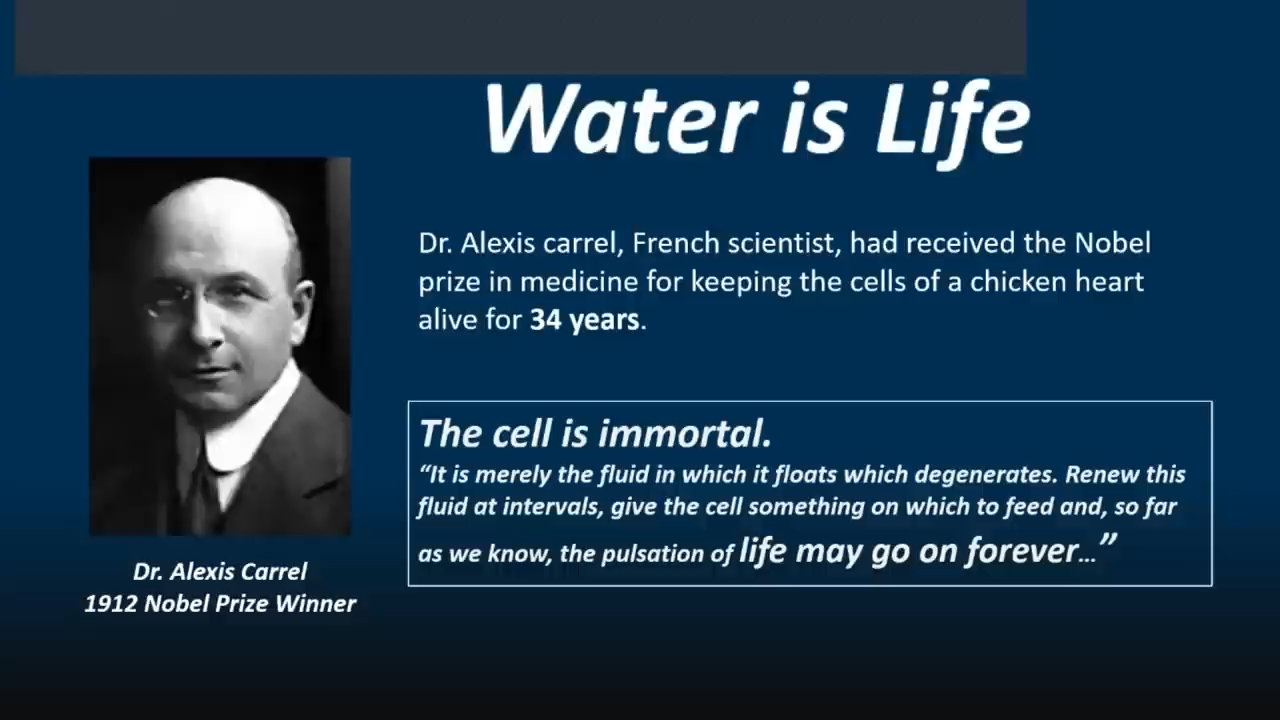 Water is Life
Dr. Alexis carrel, French scientist, had received the Nobel
prize in medicine for keeping the cells of a chicken heart
alive for 34 years.
The cell is immortal.
“It is merely the fluid in which it floats which degenerates. Renew this
fluid at intervals, give the cell something on which to feed and, so far
as we know, the pulsation of life may go on forever…”
Dr. Alexis Carrel
1912 Nobel Prize Winner